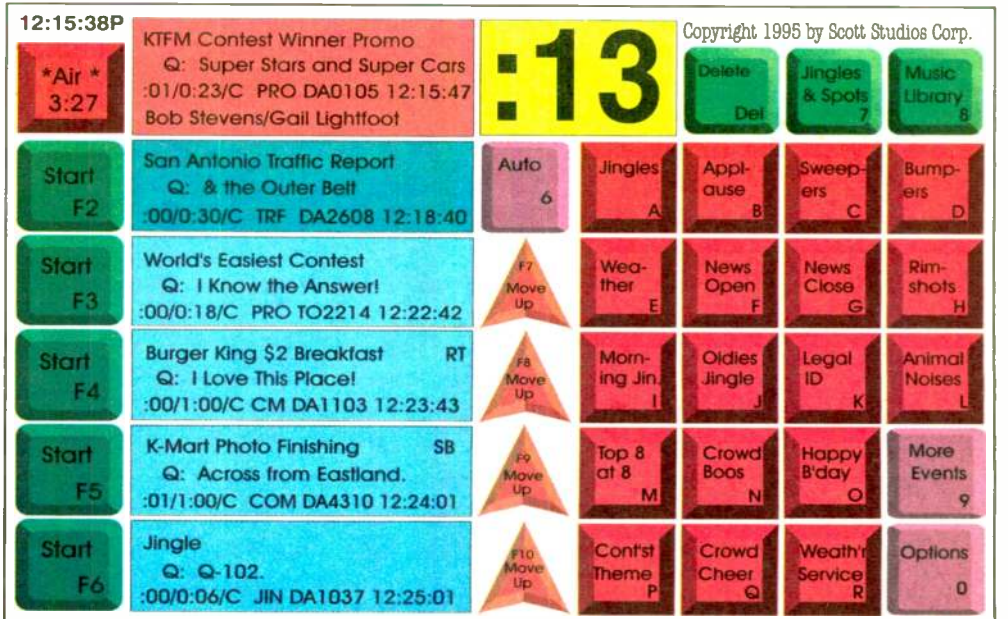 12:15:38P
*Air *
3:27
KTFM Contest Winner Promo
Q: Super Stars and Super Cars
:01/0:23/C PRO DA0105 12:15:47
Bob Stevens/Gail Lightfoot
:13
Copyright 1995 by Scott Studios Corp.
Delete
Del
Jingles
& Spots
7
Music
Library
8
Start
F2
San Antonio Traffic Report
Q: & the Outer Belt
:00/0:30/C TRF DA2608 12:18:40
Auto
6
Jingles
A
Appl-
ause
B
Sweep-
ers
C
Bump-
ers
D
Start
F3
World's Easiest Contest
Q: I Know the Answer!
:00/0:18/C PRO TO2214 12:22:42
F7
Move
Up
Wea-
ther
E
News
Open
F
News
Close
G
Rim-
shots
H
Start
F4
Burger King $2 Breakfast RT
Q: I Love This Place!
:00/1:00/C CM DA1103 12:23:43
F8
Move
Up
Morn-
ing Jin.
I
Oldies
Jingle
J
Legal
ID
K
Animal
Noises
L
Start
F5
K-Mart Photo Finishing SB
Q: Across from Eastland.
:01/1:00/C COM DA4310 12:24:01
F9
Move
Up
Top 8
at 8
M
Crowd
Boos
N
Happy
B'day
O
More
Events
9
Start
F6
Jingle
Q: Q-102.
:00/0:06/C JIN DA1037 12:25:01
F10
Move
Up
Cont'st
Theme
P
Crowd
Cheer
Q
Weath'r
Service
R
Options
0